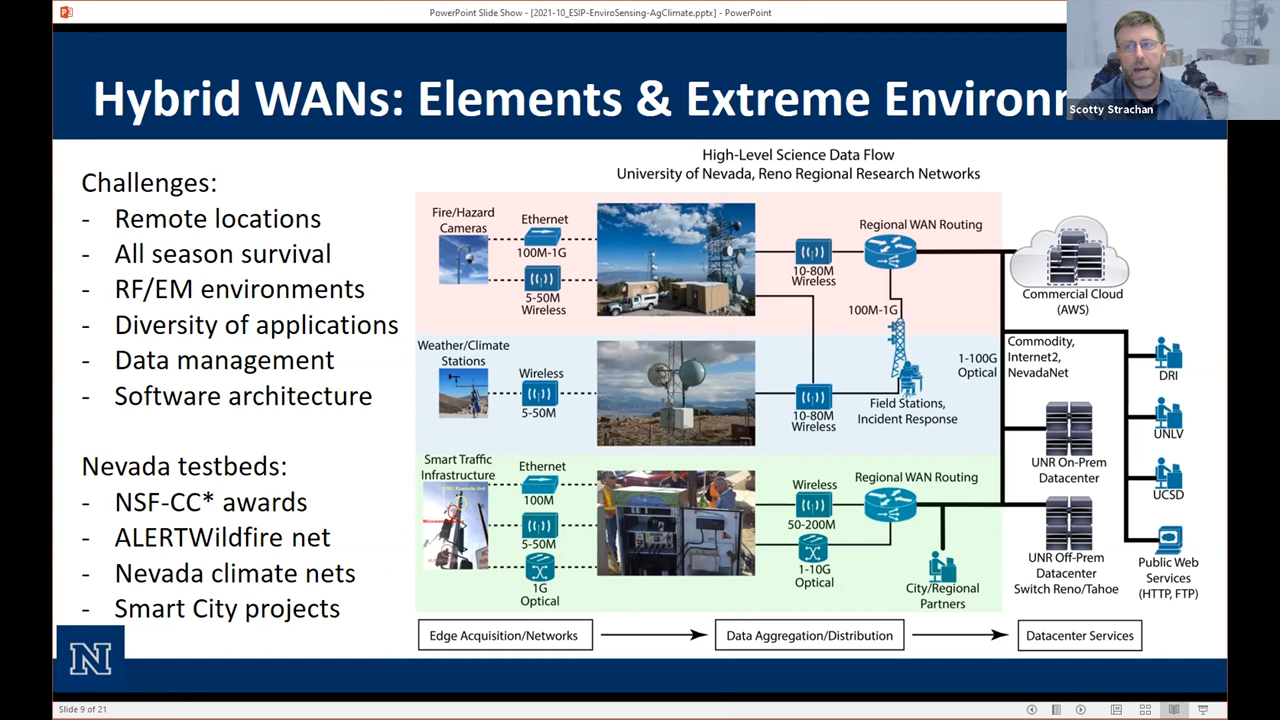 PowerPoint Slide Show - [2021-10_ESIP-EnviroSensing-AgClimate.pptx] - PowerPoint
Hybrid WANs: Elements & Extreme Environ
Scotty Strachan
Challenges:
- Remote locations
- All season survival
- RF/EM environments
- Diversity of applications
- Data management
- Software architecture
Nevada testbeds:
- NSF-CC* awards
- ALERTWildfire net
- Nevada climate nets
- Smart City projects
N
High-Level Science Data Flow
University of Nevada, Reno Regional Research Networks
Fire/Hazard
Cameras
Ethernet
100M-1G
5-50M
Wireless
10-80M
Wireless
Regional WAN Routing
100M-1G
Weather/Climate
Stations
Wireless
5-50M
10-80M
Wireless
Field Stations,
Incident Response
1-100G
Optical
Smart Traffic
Infrastructure
Ethernet
100M
5-50M
1G
Optical
Wireless
50-200M
1-10G
Optical
Regional WAN Routing
City/Regional
Partners
Commercial Cloud
(AWS)
Commodity,
Internet2,
NevadaNet
DRI
UNLV
UCSD
UNR On-Prem
Datacenter
UNR Off-Prem
Datacenter
Switch Reno/Tahoe
Public Web
Services
(HTTP, FTP)
Edge Acquisition/Networks
Data Aggregation/Distribution
Datacenter Services
Slide 9 of 21